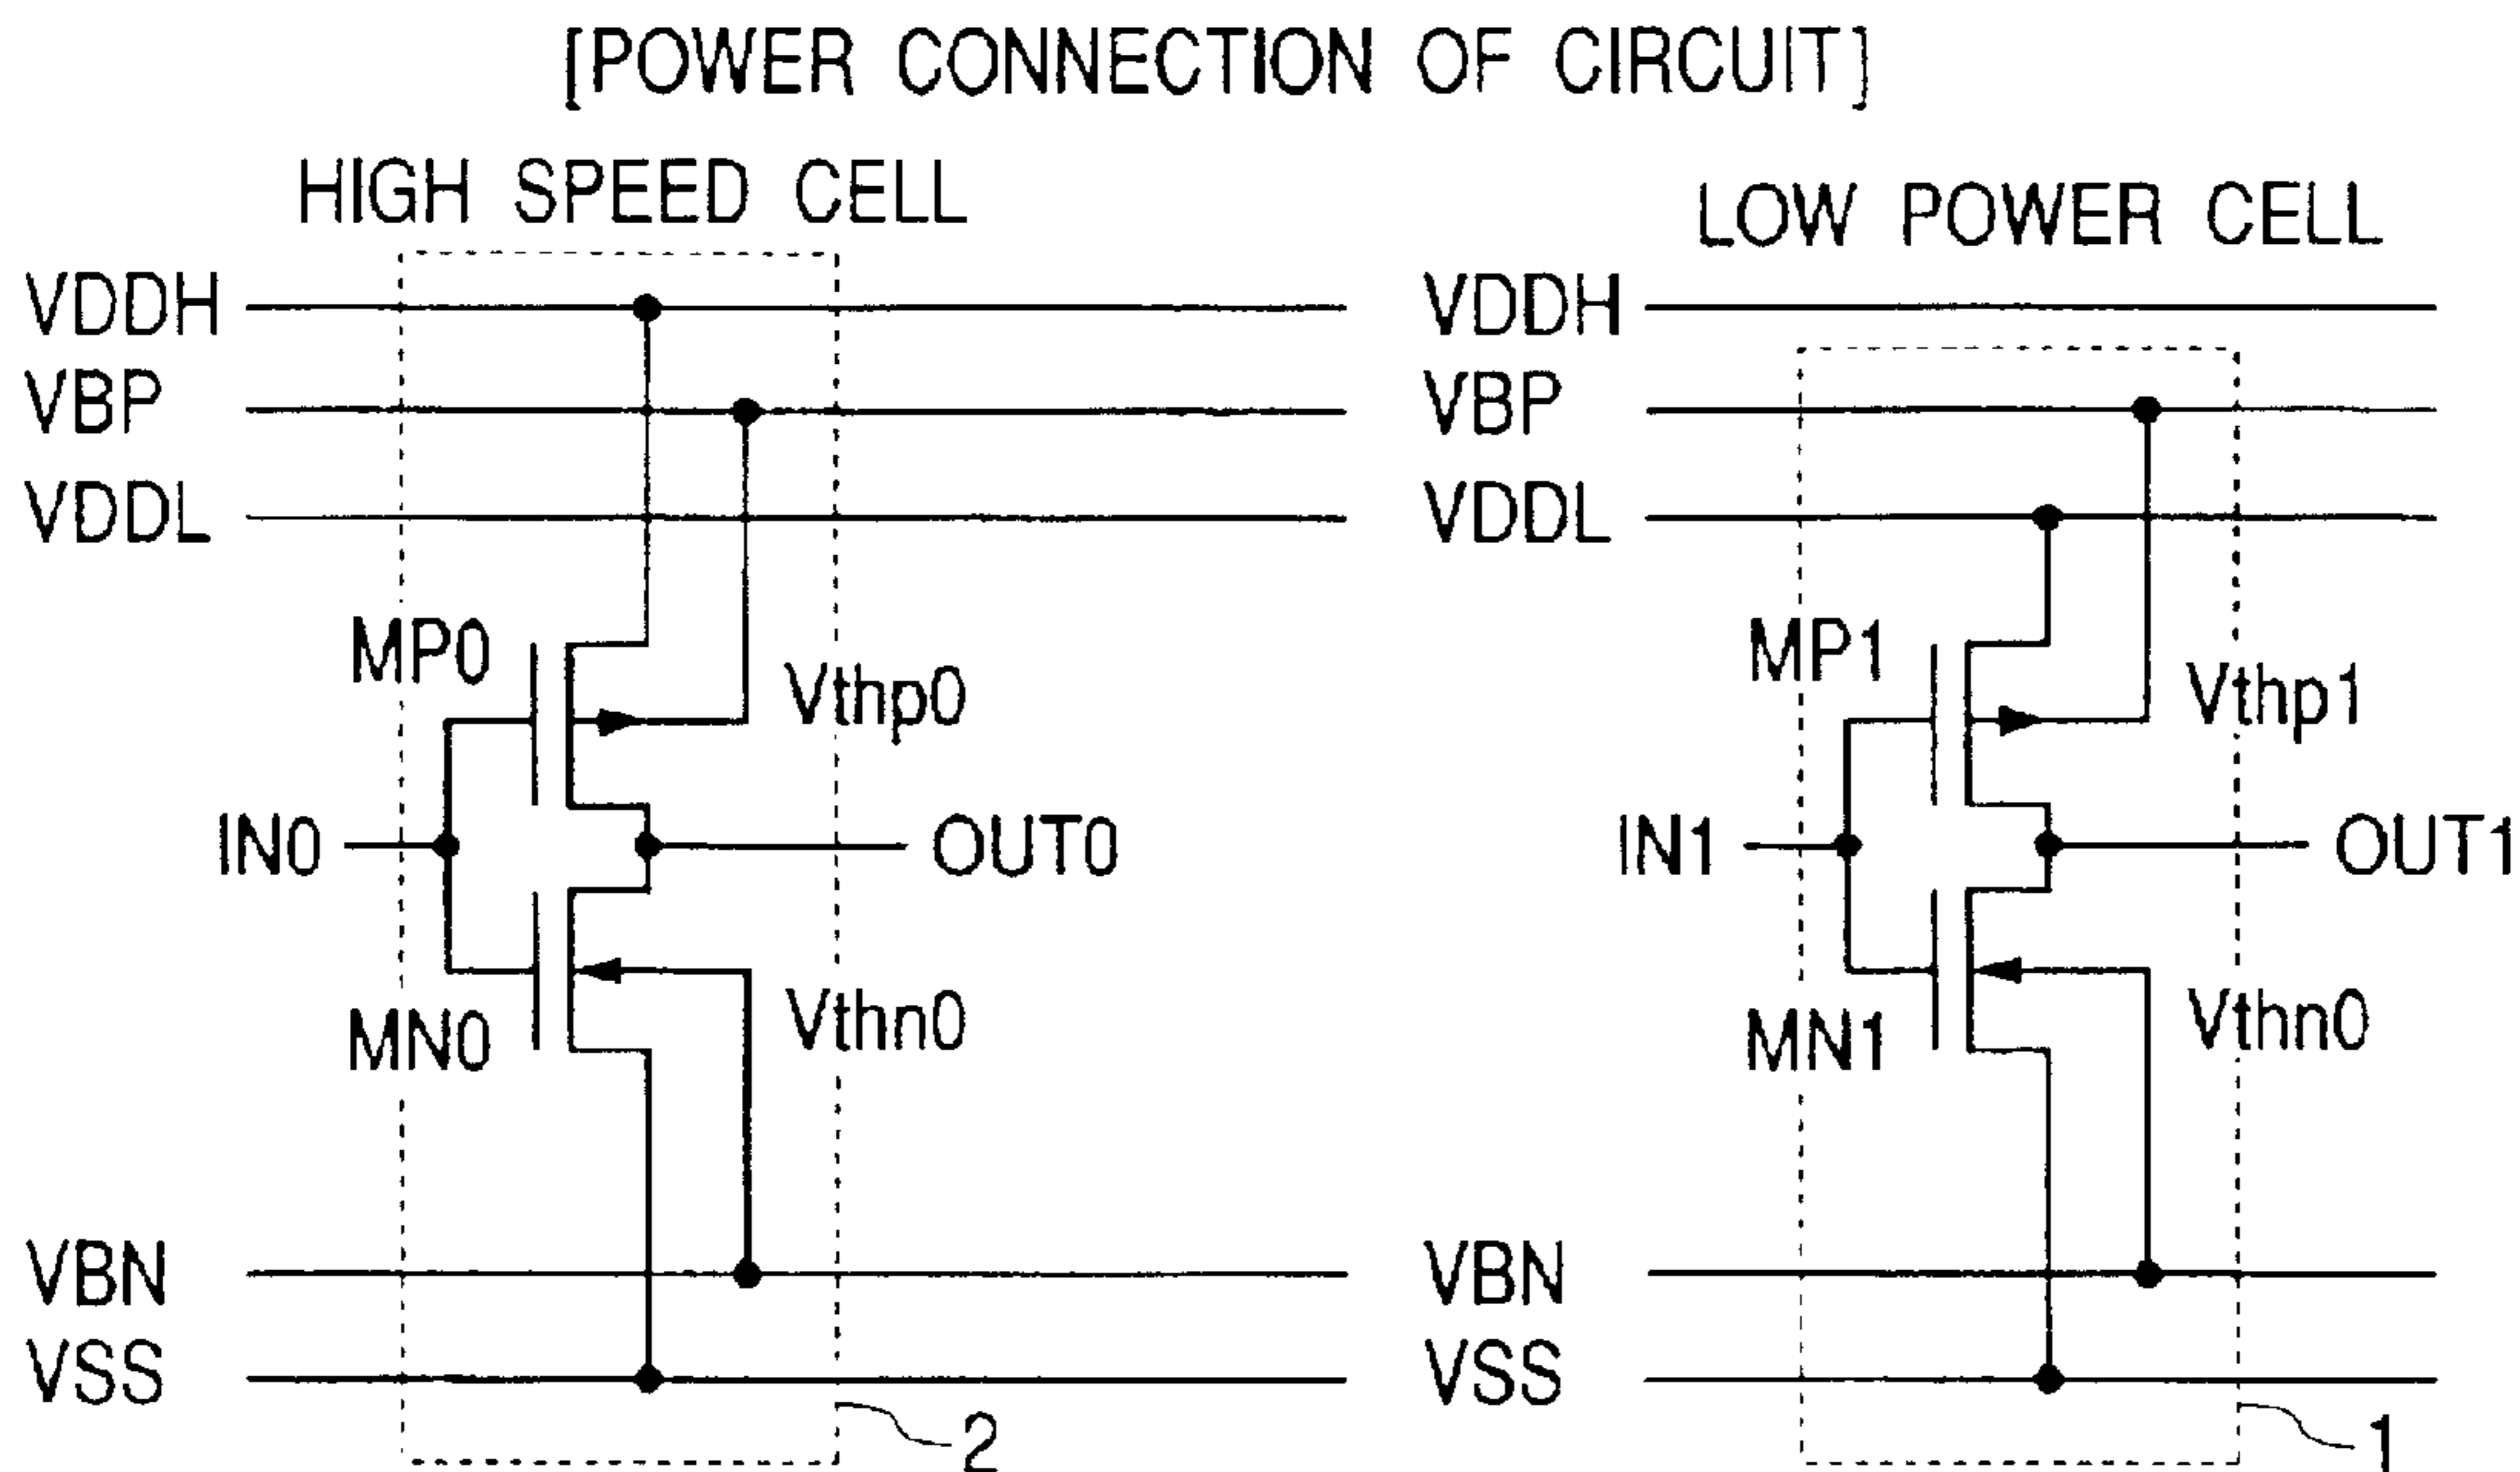 [POWER CONNECTION OF CIRCUIT]
HIGH SPEED CELL
VDDH
VBP
VDDL
MP0
Vthp0
IN0
OUT0
MN0
Vthn0
VBN
VSS
2
LOW POWER CELL
VDDH
VBP
VDDL
MP1
Vthp1
IN1
OUT1
MN1
Vthn0
VBN
VSS
1